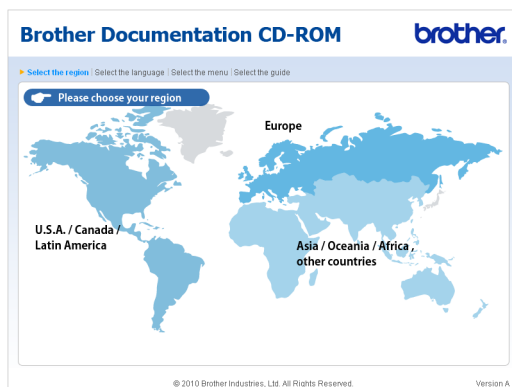 Brother Documentation CD-ROM
brother
Select the region | Select the language | Select the menu | Select the guide
Please choose your region
Europe
U.S.A. / Canada /
Latin America
Asia / Oceania / Africa ,
other countries
© 2010 Brother Industries, Ltd. All Rights Reserved.
Version A